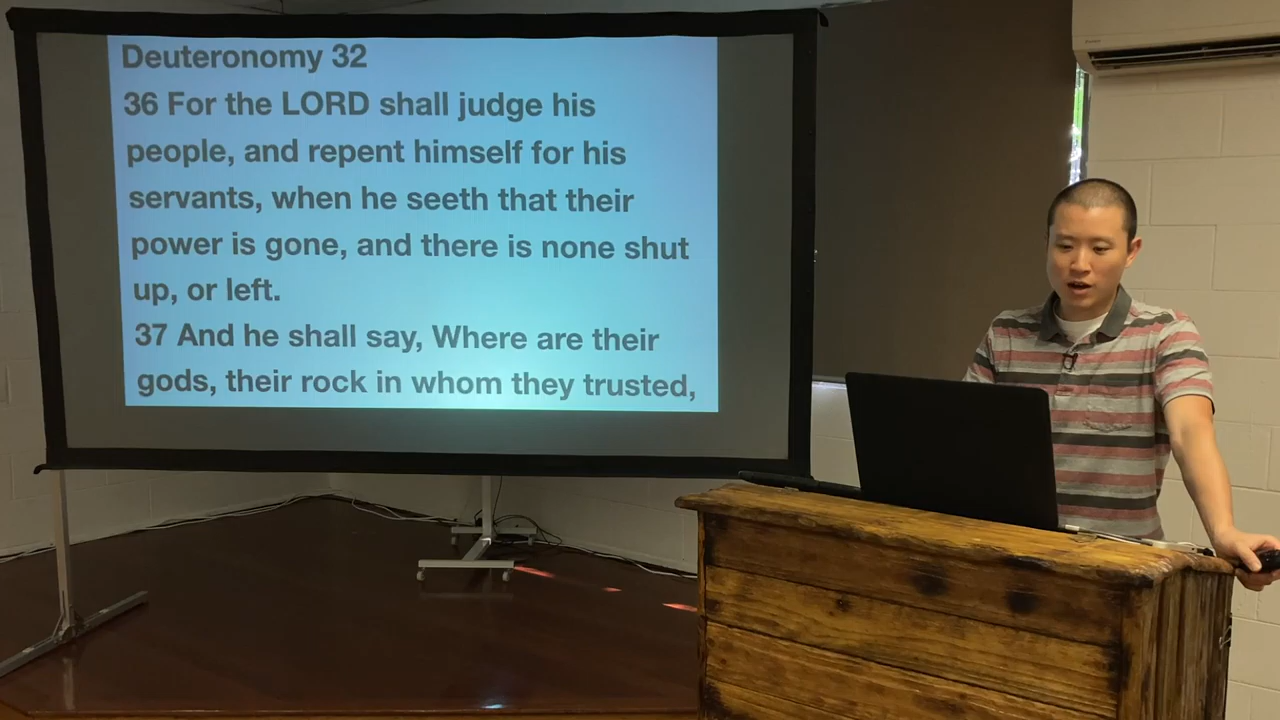 Deuteronomy 32
36 For the LORD shall judge his
people, and repent himself for his
servants, when he seeth that their
power is gone, and there is none shut
up, or left.
37 And he shall say, Where are their
gods, their rock in whom they trusted,